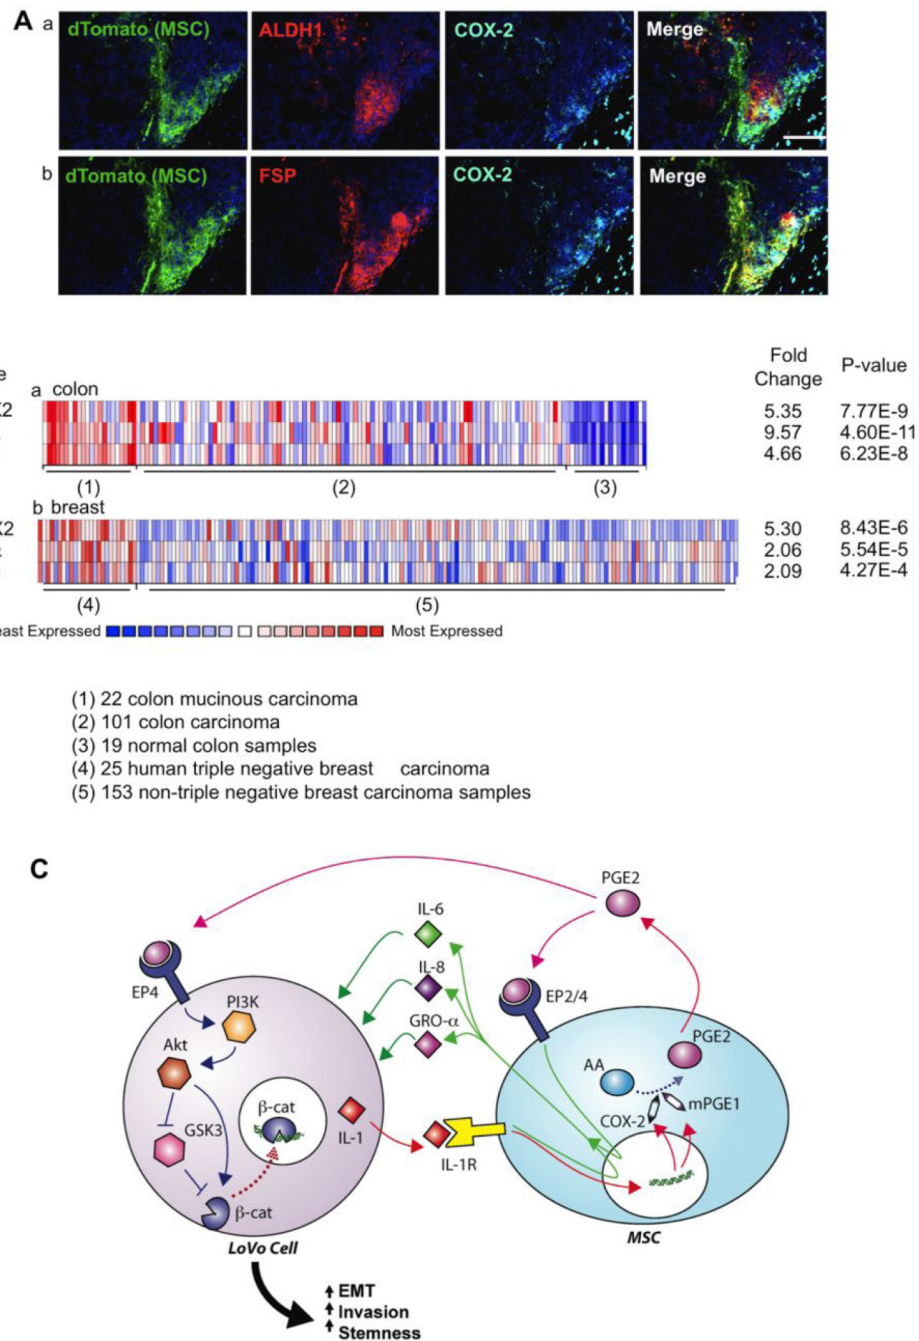 A
a
dTomato (MSC) ALDH1 COX-2 Merge
b
dTomato (MSC) FSP COX-2 Merge
Fold Change P-value
a colon
X2 5.35 7.77E-9
9.57 4.60E-11
4.66 6.23E-8
(1) (2) (3)
b breast
X2 5.30 8.43E-6
2.06 5.54E-5
2.09 4.27E-4
(4) (5)
east Expressed Most Expressed
(1) 22 colon mucinous carcinoma
(2) 101 colon carcinoma
(3) 19 normal colon samples
(4) 25 human triple negative breast carcinoma
(5) 153 non-triple negative breast carcinoma samples
C
PGE2
IL-6
IL-8
EP4
EP2/4
PI3K
GRO-α
Akt
PGE2
AA
mPGE1
COX-2
β-cat
GSK3
IL-1
IL-1R
β-cat
LoVo Cell
MSC
EMT
Invasion
Stemness